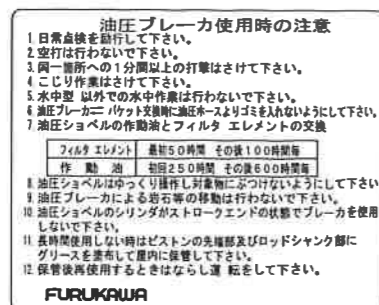 油圧ブレーカ使用時の注意
1. 日常点検を励行して下さい。
2. 空打は行わないで下さい。
3. 同一箇所への1分間以上の打撃はさけて下さい。
4. こじり作業はさけて下さい。
5. 水中型 以外での水中作業は行わないで下さい。
6. 油圧ブレーカ⇄バケット交換時に油圧ホースよりゴミを入れないようにして下さい。
7. 油圧ショベルの作動油とフィルタ エレメントの交換
フィルタ エレメント 最初50時間 その後100時間毎
作 動 油 初回250時間 その後600時間毎
8. 油圧ショベルはゆっくり操作し対象物にぶつけないようにして下さい
9. 油圧ブレーカによる岩石等の移動は行わないで下さい。
10. 油圧ショベルのシリンダがストロークエンドの状態でブレーカを使用
しないで下さい。
11. 長時間使用しない時はピストンの先端部及びロッドシャンク部に
グリースを塗布して屋内に保管して下さい。
12. 保管後再使用するときはならし運 転をして下さい。
FURUKAWA